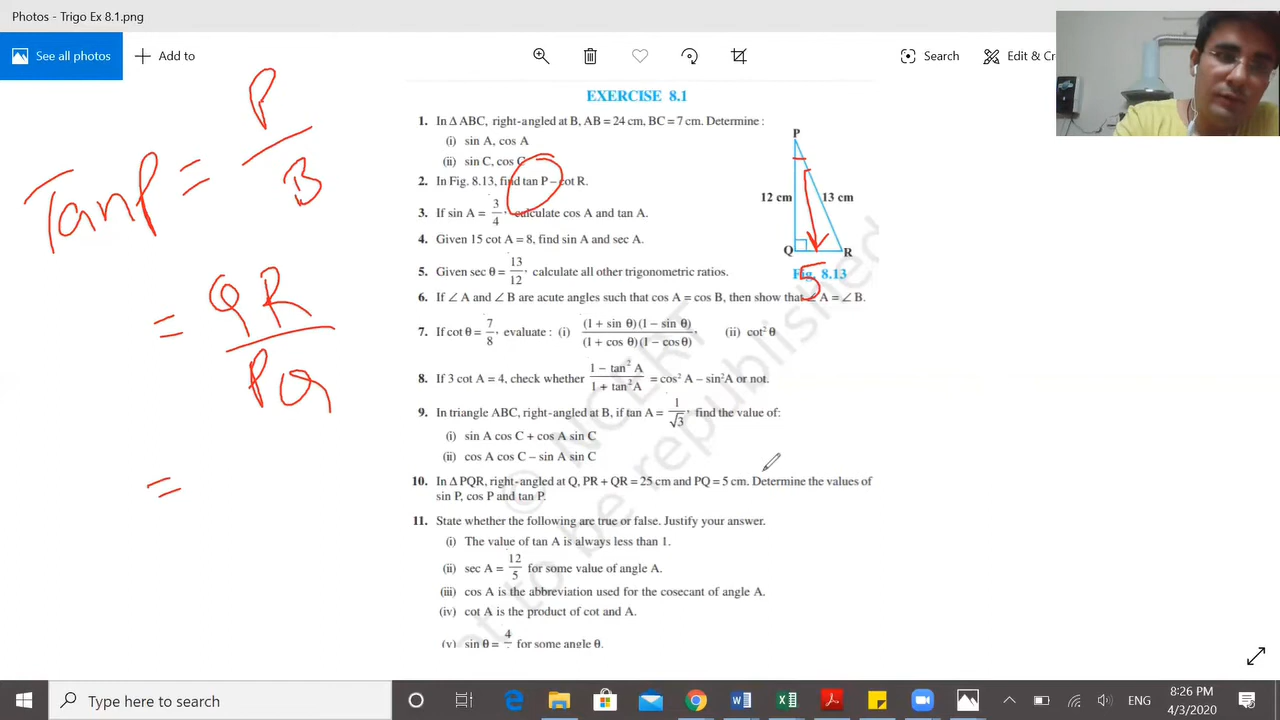 Photos - Trigo Ex 8.1.png
See all photos
Add to
Search
Edit & Cr
EXERCISE 8.1
1. In Δ ABC, right-angled at B, AB = 24 cm, BC = 7 cm. Determine :
(i) sin A, cos A
(ii) sin C, cos C
2. In Fig. 8.13, find tan P – cot R.
3. If sin A = 3/4, calculate cos A and tan A.
4. Given 15 cot A = 8, find sin A and sec A.
5. Given sec θ = 13/12, calculate all other trigonometric ratios.
6. If ∠ A and ∠ B are acute angles such that cos A = cos B, then show that ∠ A = ∠ B.
7. If cot θ = 7/8, evaluate : (i) (1 + sin θ)(1 – sin θ)/(1 + cos θ)(1 – cos θ), (ii) cot² θ
8. If 3 cot A = 4, check whether 1 – tan² A/1 + tan² A = cos² A – sin² A or not.
9. In triangle ABC, right-angled at B, if tan A = 1/√3, find the value of:
(i) sin A cos C + cos A sin C
(ii) cos A cos C – sin A sin C
10. In Δ PQR, right-angled at Q, PR + QR = 25 cm and PQ = 5 cm. Determine the values of
sin P, cos P and tan P.
11. State whether the following are true or false. Justify your answer.
(i) The value of tan A is always less than 1.
(ii) sec A = 12/5 for some value of angle A.
(iii) cos A is the abbreviation used for the cosecant of angle A.
(iv) cot A is the product of cot and A.
(v) sin θ = 4/ for some angle θ.
P
12 cm
13 cm
Q
R
Fig. 8.13
5
TanP = P/B
= QR/PQ
=
© NCERT
not to be republished
Type here to search
ENG
8:26 PM
4/3/2020